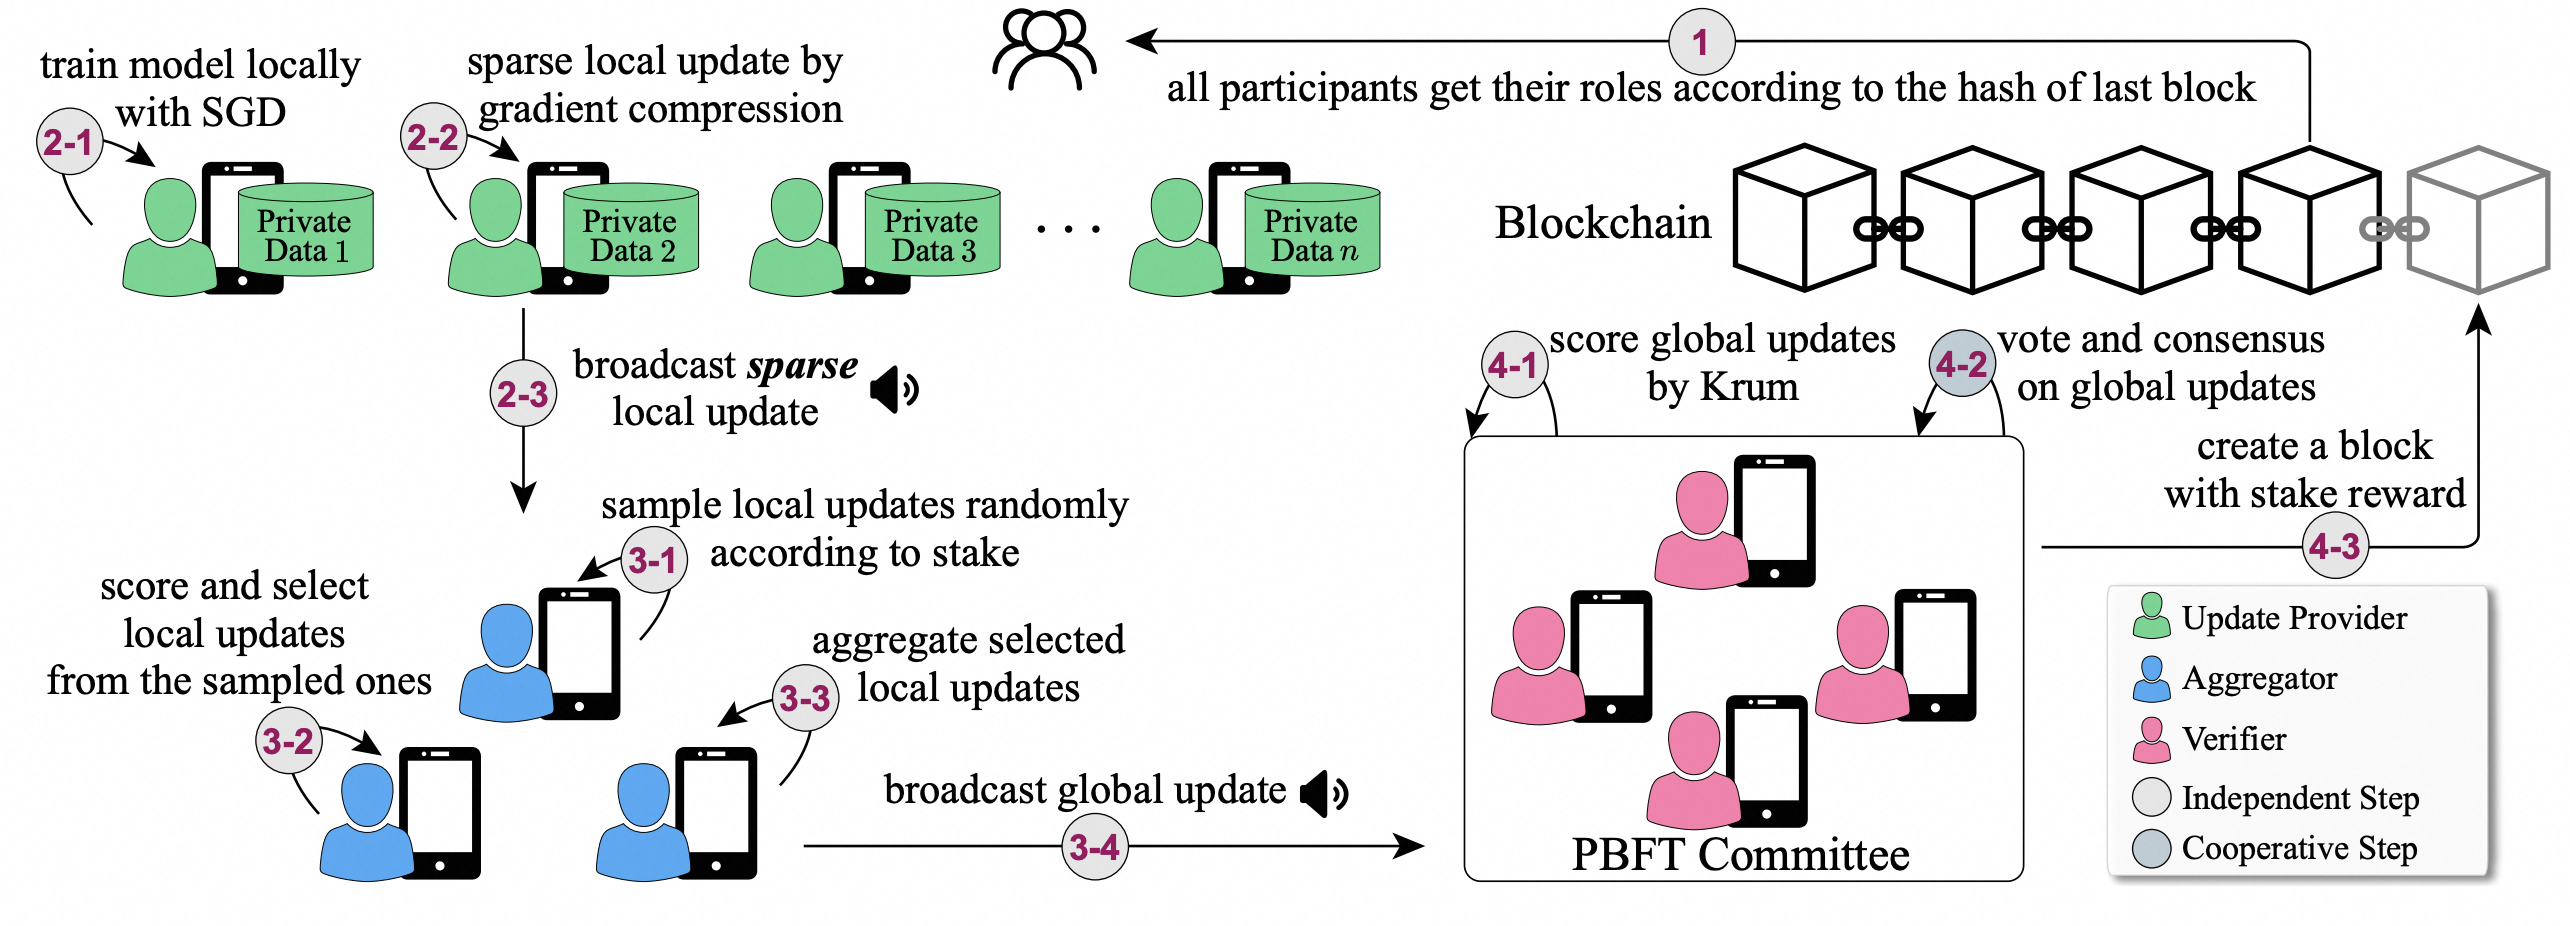 1
all participants get their roles according to the hash of last block
train model locally
with SGD
2-1
sparse local update by
gradient compression
2-2
Private
Data 1
Private
Data 2
Private
Data 3
. . .
Private
Data n
Blockchain
2-3
broadcast sparse
local update
sample local updates randomly
according to stake
3-1
score and select
local updates
from the sampled ones
3-2
aggregate selected
local updates
3-3
broadcast global update
3-4
4-1
score global updates
by Krum
4-2
vote and consensus
on global updates
PBFT Committee
create a block
with stake reward
4-3
Update Provider
Aggregator
Verifier
Independent Step
Cooperative Step